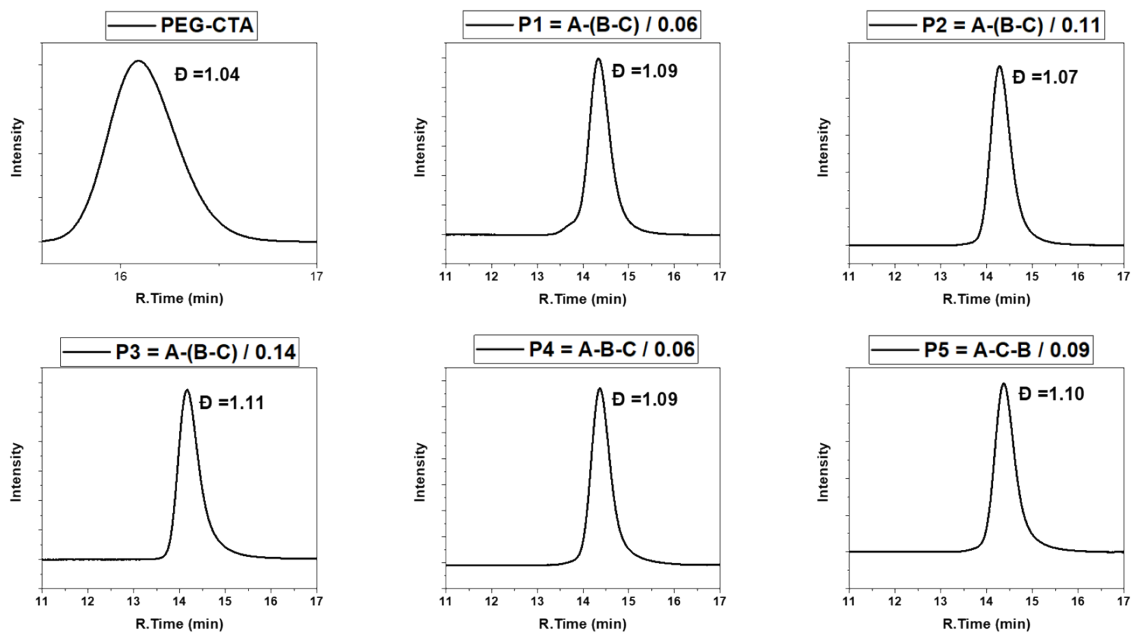 PEG-CTA
Đ =1.04
Intensity
16
17
R.Time (min)
P1 = A-(B-C) / 0.06
Đ =1.09
Intensity
11 12 13 14 15 16 17
R.Time (min)
P2 = A-(B-C) / 0.11
Đ =1.07
Intensity
11 12 13 14 15 16 17
R.Time (min)
P3 = A-(B-C) / 0.14
Đ =1.11
Intensity
11 12 13 14 15 16 17
R.Time (min)
P4 = A-B-C / 0.06
Đ =1.09
Intensity
11 12 13 14 15 16 17
R.Time (min)
P5 = A-C-B / 0.09
Đ =1.10
Intensity
11 12 13 14 15 16 17
R.Time (min)